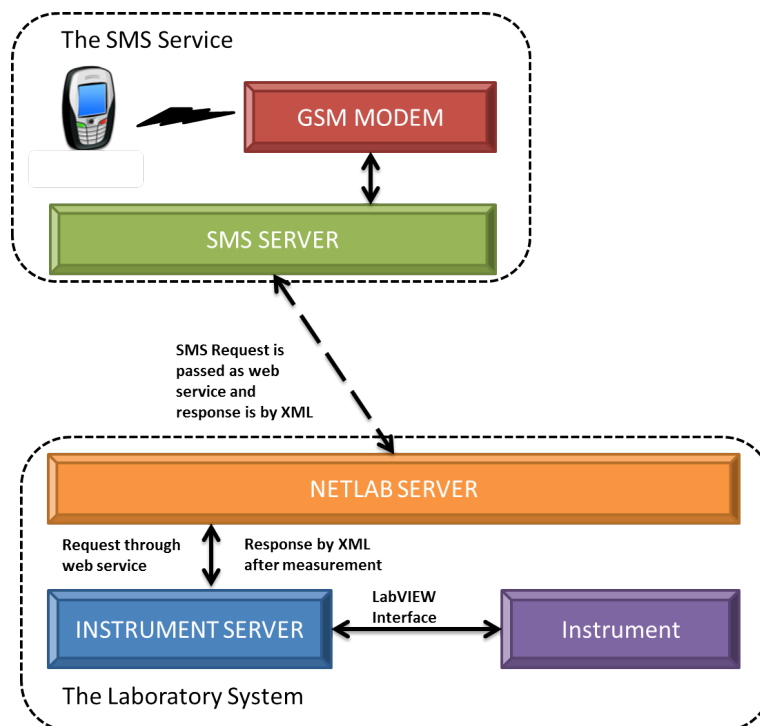 The SMS Service
GSM MODEM
SMS SERVER
SMS Request is
passed as web
service and
response is by XML
NETLAB SERVER
Request through
web service
Response by XML
after measurement
LabVIEW
Interface
INSTRUMENT SERVER
Instrument
The Laboratory System